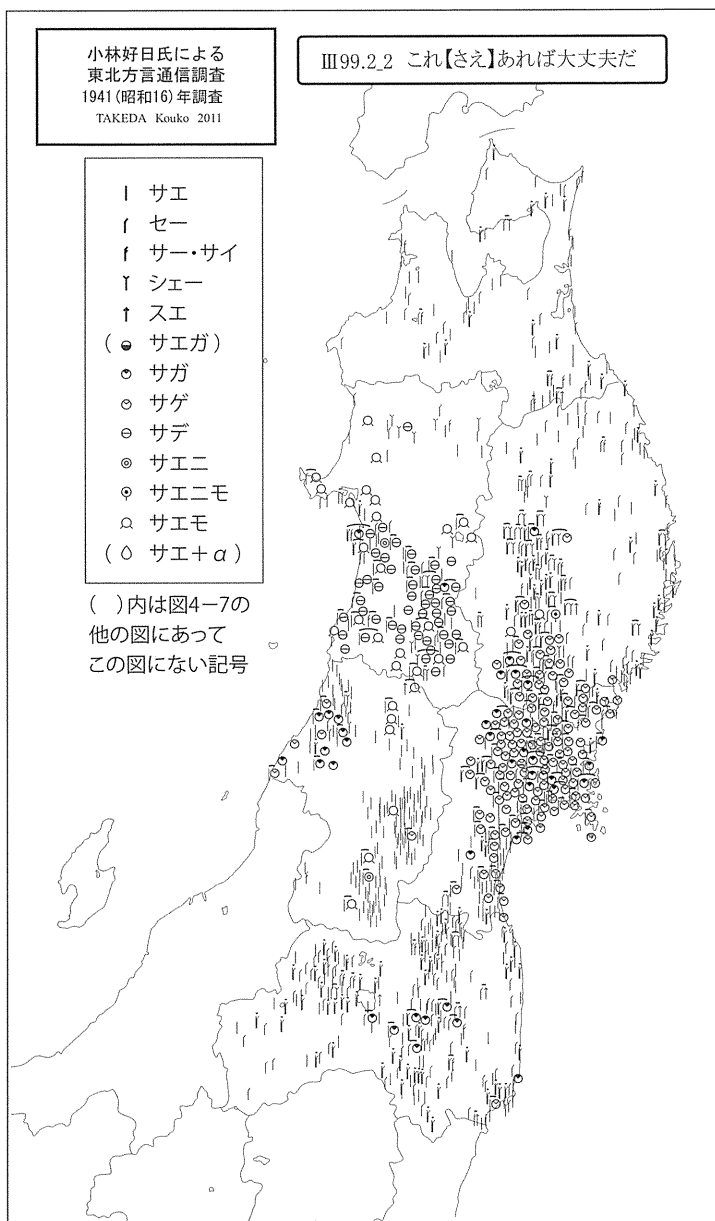 小林好日氏による
東北方言通信調査
1941(昭和16)年調査
TAKEDA Kouko 2011
Ⅲ99.2_2 これ【さえ】あれば大丈夫だ
サエ
セー
サー・サイ
シェー
スエ
( サエガ)
サガ
サゲ
サデ
サエニ
サエニモ
サエモ
( サエ+α)
( )内は図4-7の
他の図にあって
この図にない記号